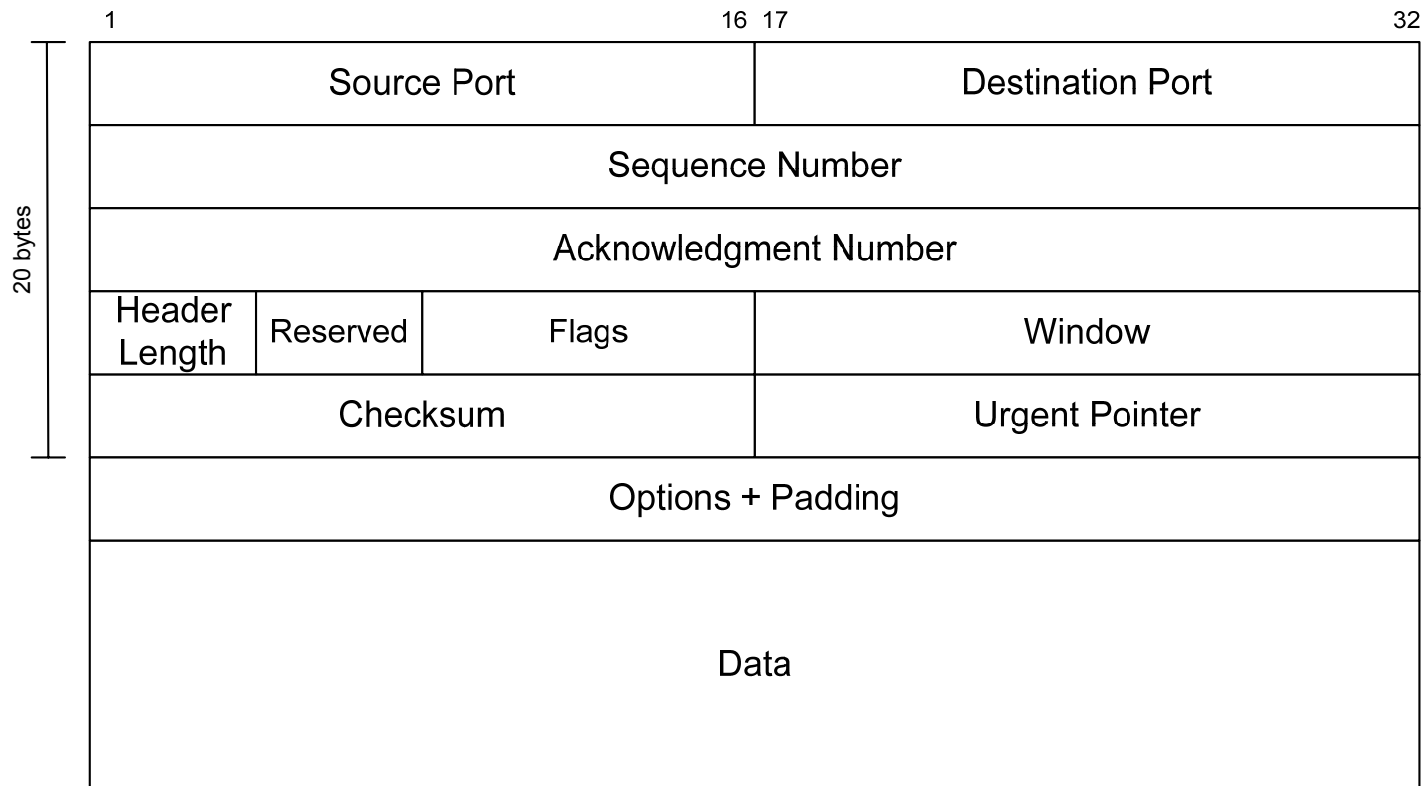 1
16 17
32
Source Port
Destination Port
Sequence Number
20 bytes
Acknowledgment Number
Header
Length
Reserved
Flags
Window
Checksum
Urgent Pointer
Options + Padding
Data